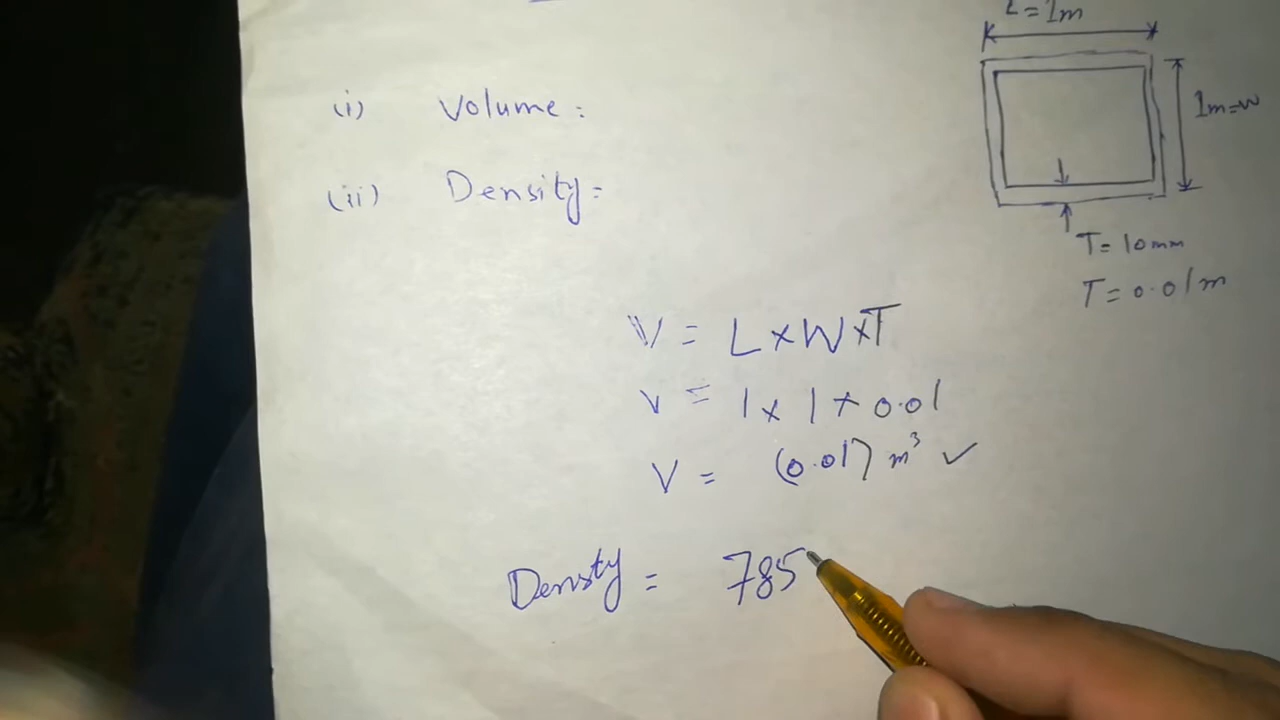 L = 1m
(i) Volume :
1m=W
(ii) Density:
T= 10mm
T= 0.01m
V = L×W×T
V = 1× 1× 0.01
V = (0.01) m³ ✓
Density = 785